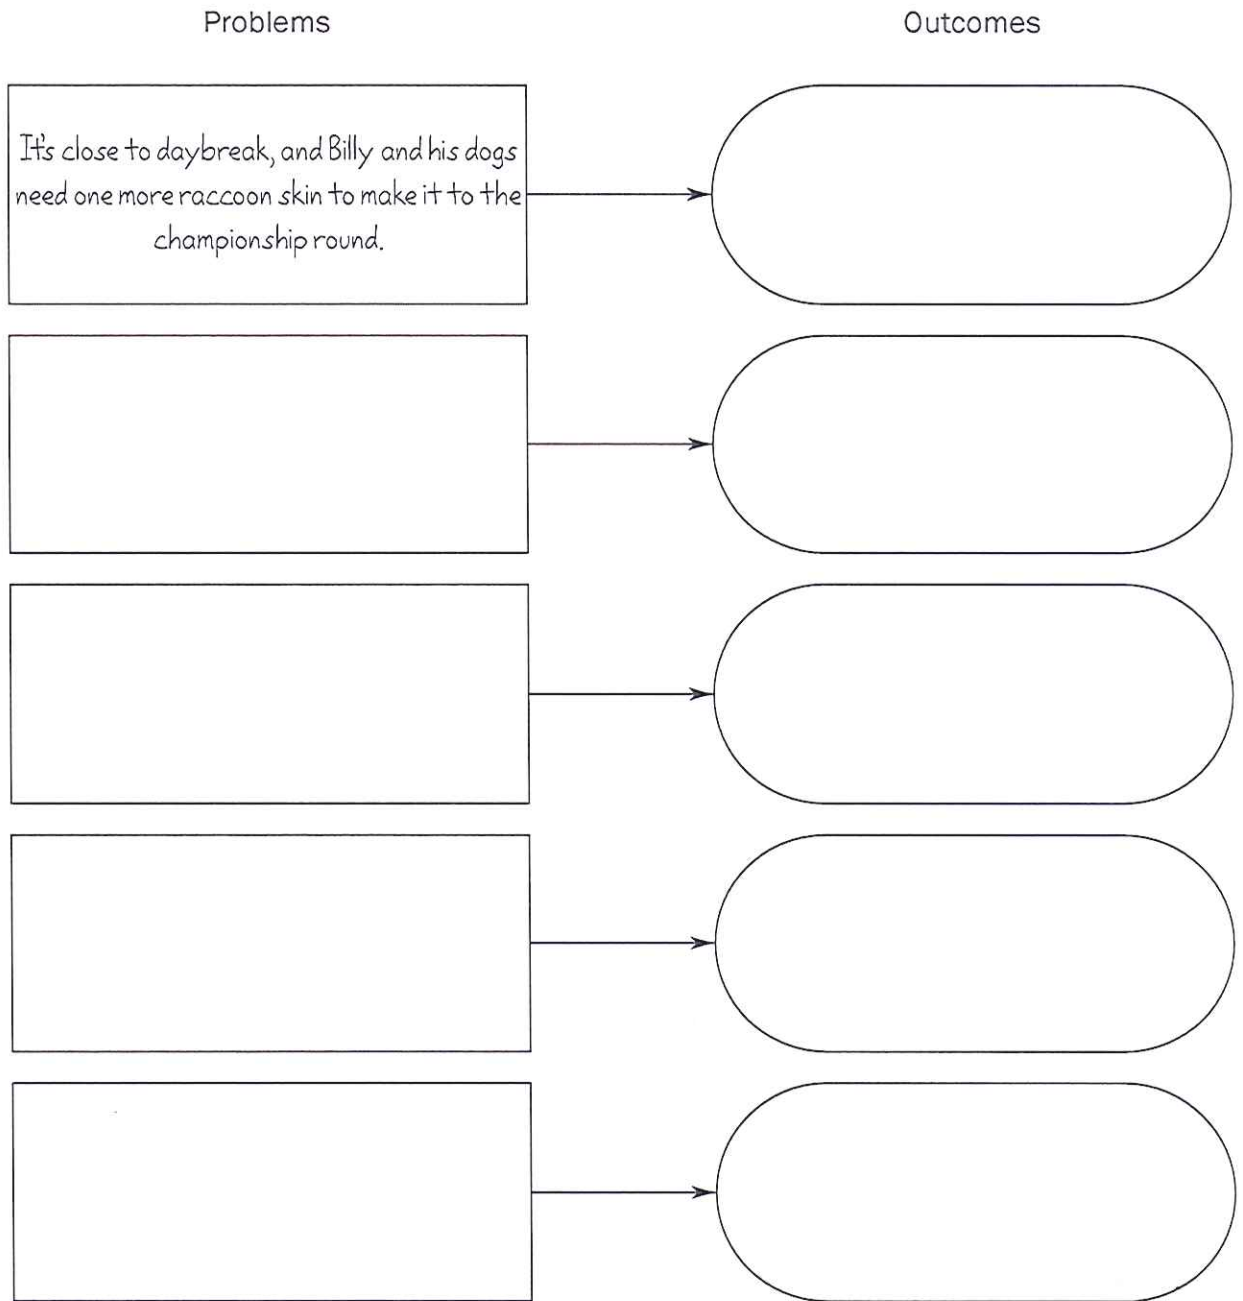 Problems
Outcomes
It's close to daybreak, and Billy and his dogs
need one more raccoon skin to make it to the
championship round.